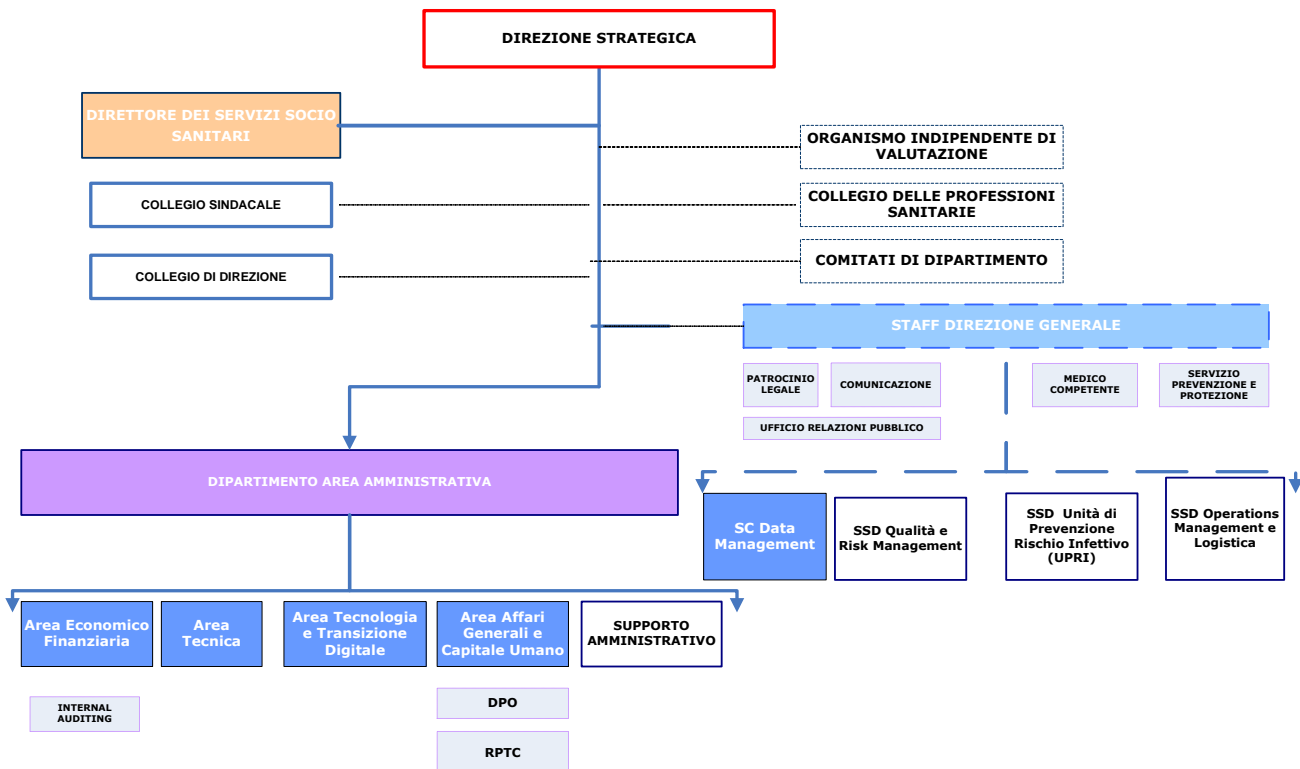 DIREZIONE STRATEGICA
DIRETTORE DEI SERVIZI SOCIO
SANITARI
ORGANISMO INDIPENDENTE DI
VALUTAZIONE
COLLEGIO SINDACALE
COLLEGIO DELLE PROFESSIONI
SANITARIE
COLLEGIO DI DIREZIONE
COMITATI DI DIPARTIMENTO
STAFF DIREZIONE GENERALE
PATROCINIO
LEGALE
COMUNICAZIONE
MEDICO
COMPETENTE
SERVIZIO
PREVENZIONE E
PROTEZIONE
UFFICIO RELAZIONI PUBBLICO
DIPARTIMENTO AREA AMMINISTRATIVA
SC Data
Management
SSD Qualità e
Risk Management
SSD Unità di
Prevenzione
Rischio Infettivo
(UPRI)
SSD Operations
Management e
Logistica
Area Economico
Finanziaria
Area
Tecnica
Area Tecnologia
e Transizione
Digitale
Area Affari
Generali e
Capitale Umano
SUPPORTO
AMMINISTRATIVO
INTERNAL
AUDITING
DPO
RPTC